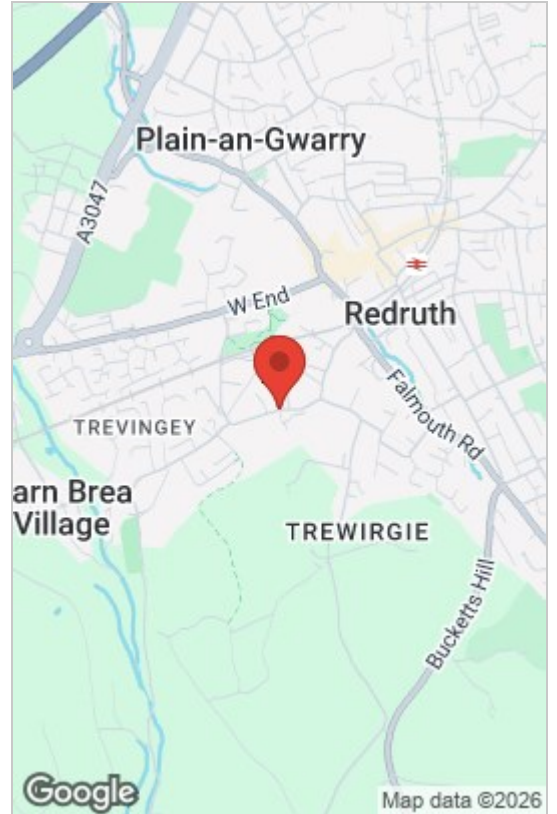 Plain-an-Gwarry
A3047
W End
Redruth
Falmouth Rd
TREVINGEY
arn Brea
Village
TREWIRGIE
Bucketts Hill
Google
Map data ©2026